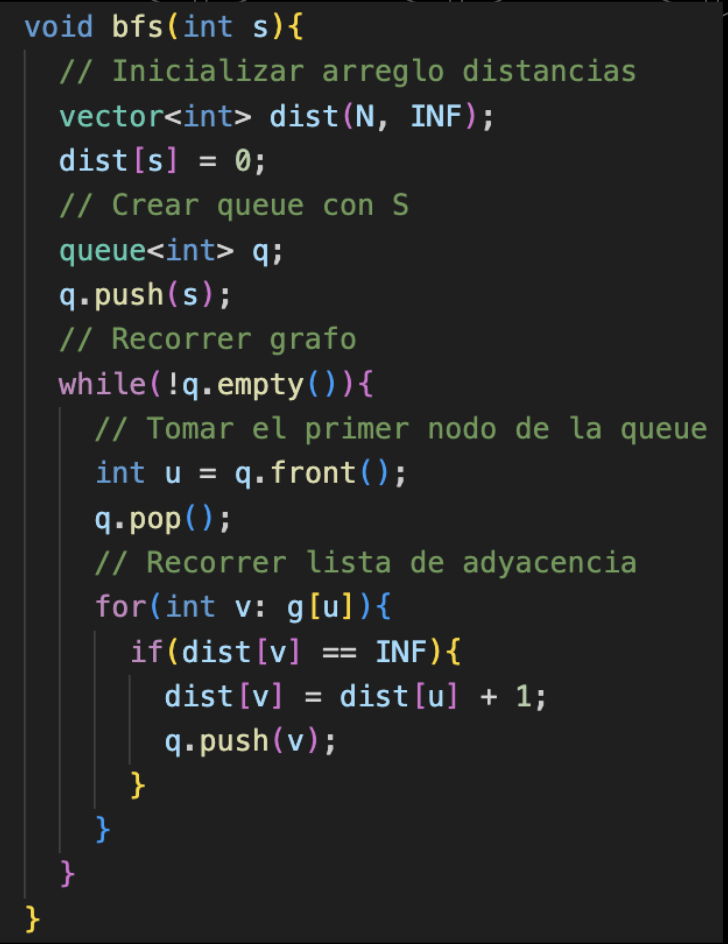 void bfs(int s){
  // Inicializar arreglo distancias
  vector<int> dist(N, INF);
  dist[s] = 0;
  // Crear queue con S
  queue<int> q;
  q.push(s);
  // Recorrer grafo
  while(!q.empty()){
    // Tomar el primer nodo de la queue
    int u = q.front();
    q.pop();
    // Recorrer lista de adyacencia
    for(int v: g[u]){
      if(dist[v] == INF){
        dist[v] = dist[u] + 1;
        q.push(v);
      }
    }
  }
}